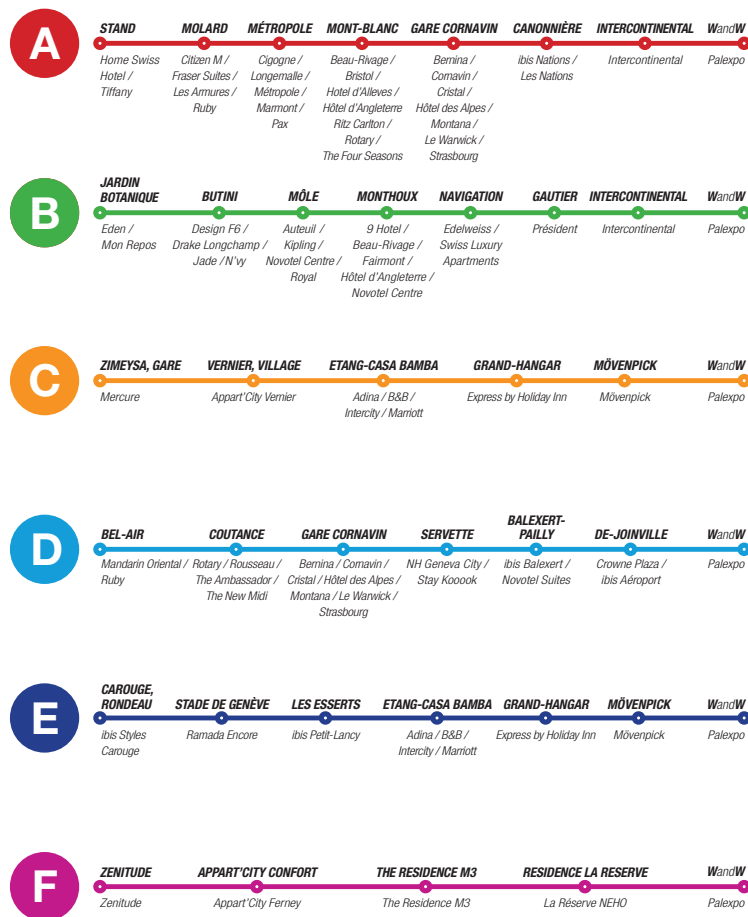 A
STAND MOLARD MÉTROPOLE MONT-BLANC GARE CORNAVIN CANONNIÈRE INTERCONTINENTAL WandW
Home Swiss Citizen M / Cigogne / Beau-Rivage / Bernina / ibis Nations / Intercontinental Palexpo
Hotel / Fraser Suites / Longemalle / Bristol / Cornavin / Les Nations
Tiffany Les Armures / Métropole / Hotel d'Alleves / Cristal /
Ruby Marmont / Hôtel d'Angleterre Hôtel des Alpes /
Pax Ritz Carlton / Montana /
Rotary / Le Warwick /
The Four Seasons Strasbourg
B
JARDIN
BOTANIQUE BUTINI MÔLE MONTHOUX NAVIGATION GAUTIER INTERCONTINENTAL WandW
Eden / Design F6 / Auteuil / 9 Hotel / Edelweiss / Président Intercontinental Palexpo
Mon Repos Drake Longchamp / Kipling / Beau-Rivage / Swiss Luxury
Jade / N'vy Novotel Centre / Fairmont / Apartments
Royal Hôtel d'Angleterre /
Novotel Centre
C
ZIMEYSA, GARE VERNIER, VILLAGE ETANG-CASA BAMBA GRAND-HANGAR MÖVENPICK WandW
Mercure Appart'City Vernier Adina / B&B / Express by Holiday Inn Mövenpick Palexpo
Intercity / Marriott
D
BALEXERT-
BEL-AIR COUTANCE GARE CORNAVIN SERVETTE PAILLY DE-JOINVILLE WandW
Mandarin Oriental / Rotary / Rousseau / Bernina / Cornavin / NH Geneva City / ibis Balexert / Crowne Plaza / Palexpo
Ruby The Ambassador / Cristal / Hôtel des Alpes / Stay Kooook Novotel Suites ibis Aéroport
The New Midi Montana / Le Warwick /
Strasbourg
E
CAROUGE,
RONDEAU STADE DE GENÈVE LES ESSERTS ETANG-CASA BAMBA GRAND-HANGAR MÖVENPICK WandW
ibis Styles Ramada Encore ibis Petit-Lancy Adina / B&B / Express by Holiday Inn Mövenpick Palexpo
Carouge Intercity / Marriott
F
ZENITUDE APPART'CITY CONFORT THE RESIDENCE M3 RESIDENCE LA RESERVE WandW
Zenitude Appart'City Ferney The Residence M3 La Réserve NEHO Palexpo